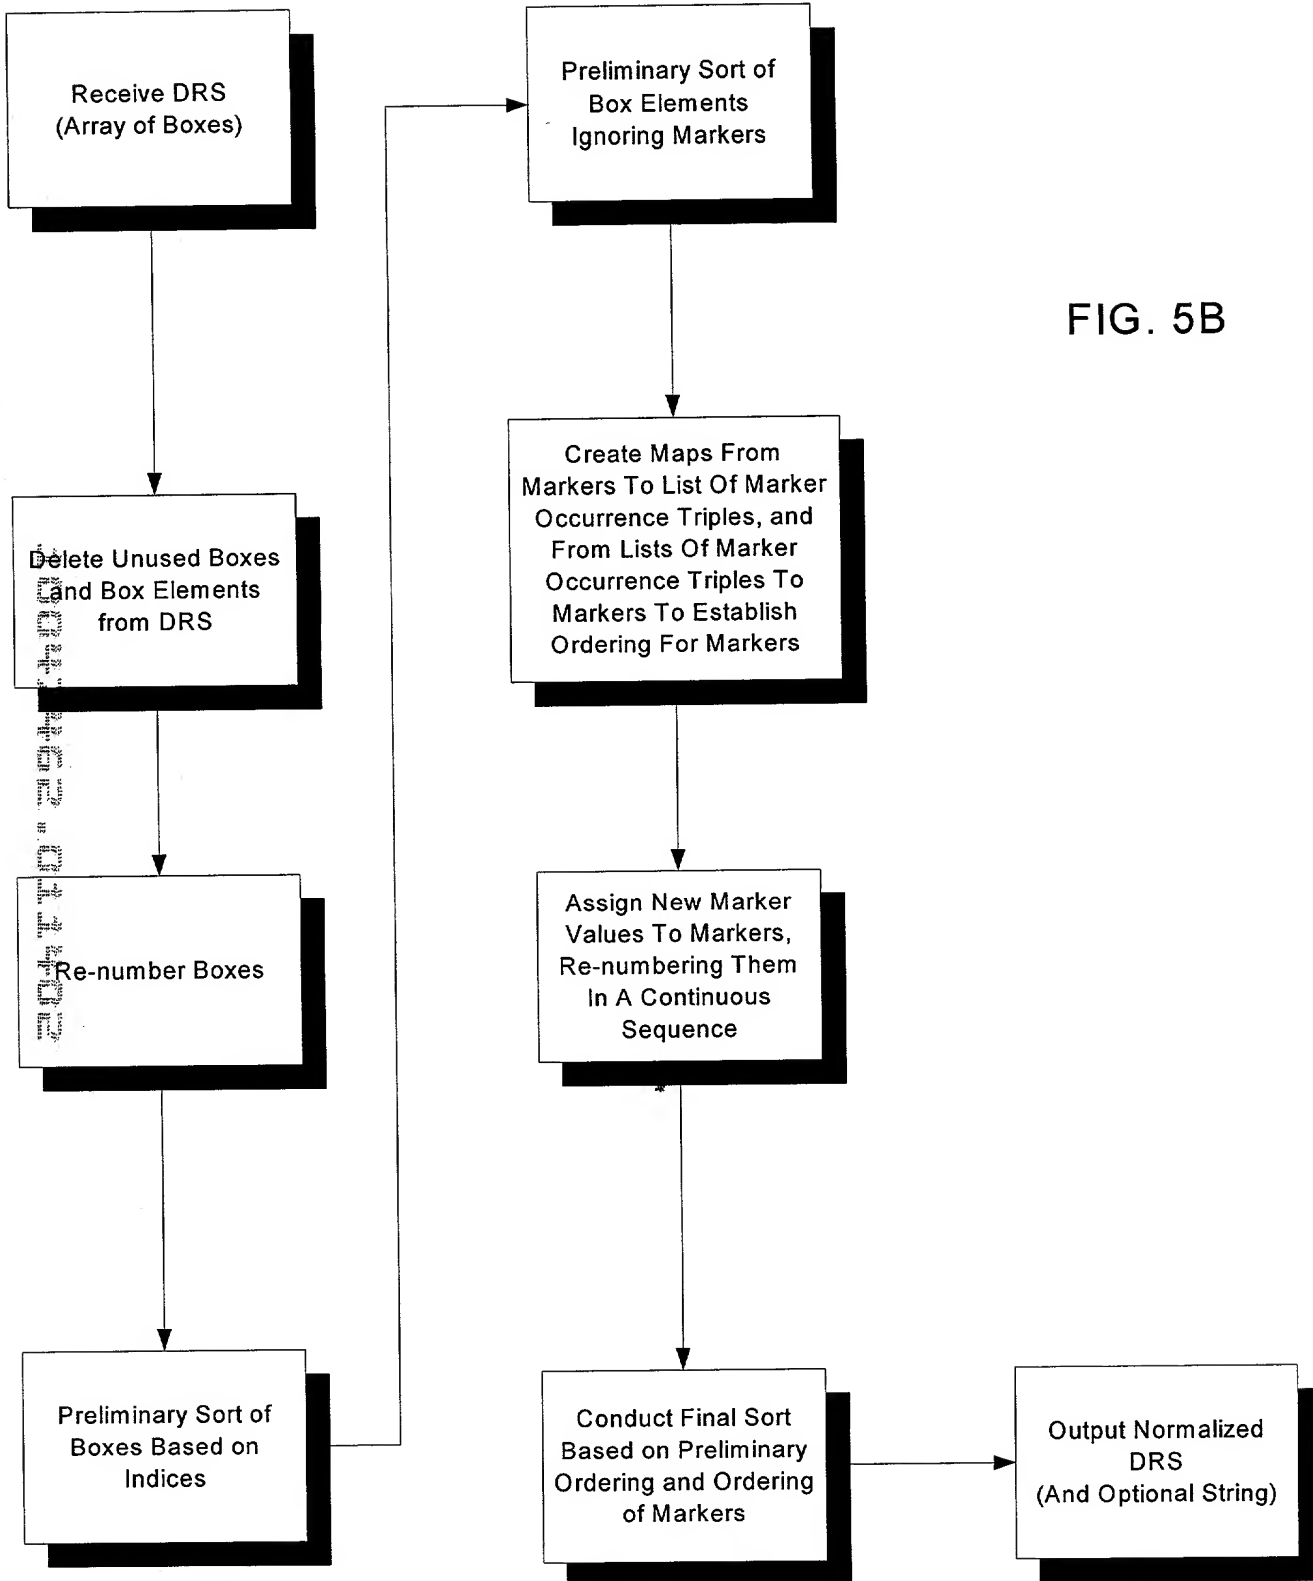 Receive DRS
(Array of Boxes)
Delete Unused Boxes
and Box Elements
from DRS
Re-number Boxes
Preliminary Sort of
Boxes Based on
Indices
Preliminary Sort of
Box Elements
Ignoring Markers
Create Maps From
Markers To List Of Marker
Occurrence Triples, and
From Lists Of Marker
Occurrence Triples To
Markers To Establish
Ordering For Markers
Assign New Marker
Values To Markers,
Re-numbering Them
In A Continuous
Sequence
Conduct Final Sort
Based on Preliminary
Ordering and Ordering
of Markers
Output Normalized
DRS
(And Optional String)
FIG. 5B